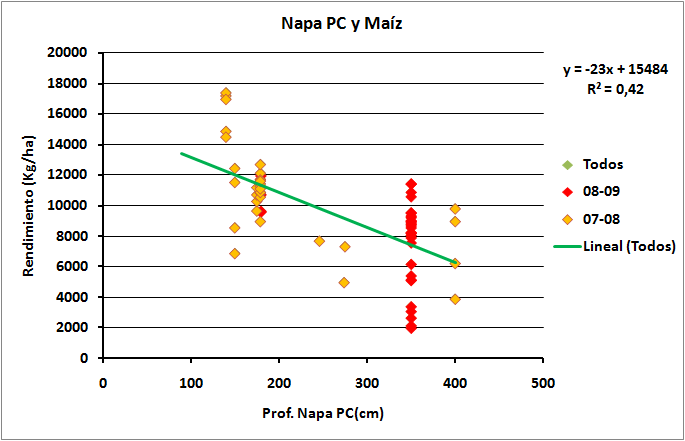 Napa PC y Maíz
20000
18000
16000
14000
12000
10000
8000
6000
4000
2000
0
Rendimiento (Kg/ha)
0 100 200 300 400 500
Prof. Napa PC(cm)
y = -23x + 15484
R² = 0,42
Todos
08-09
07-08
Lineal (Todos)